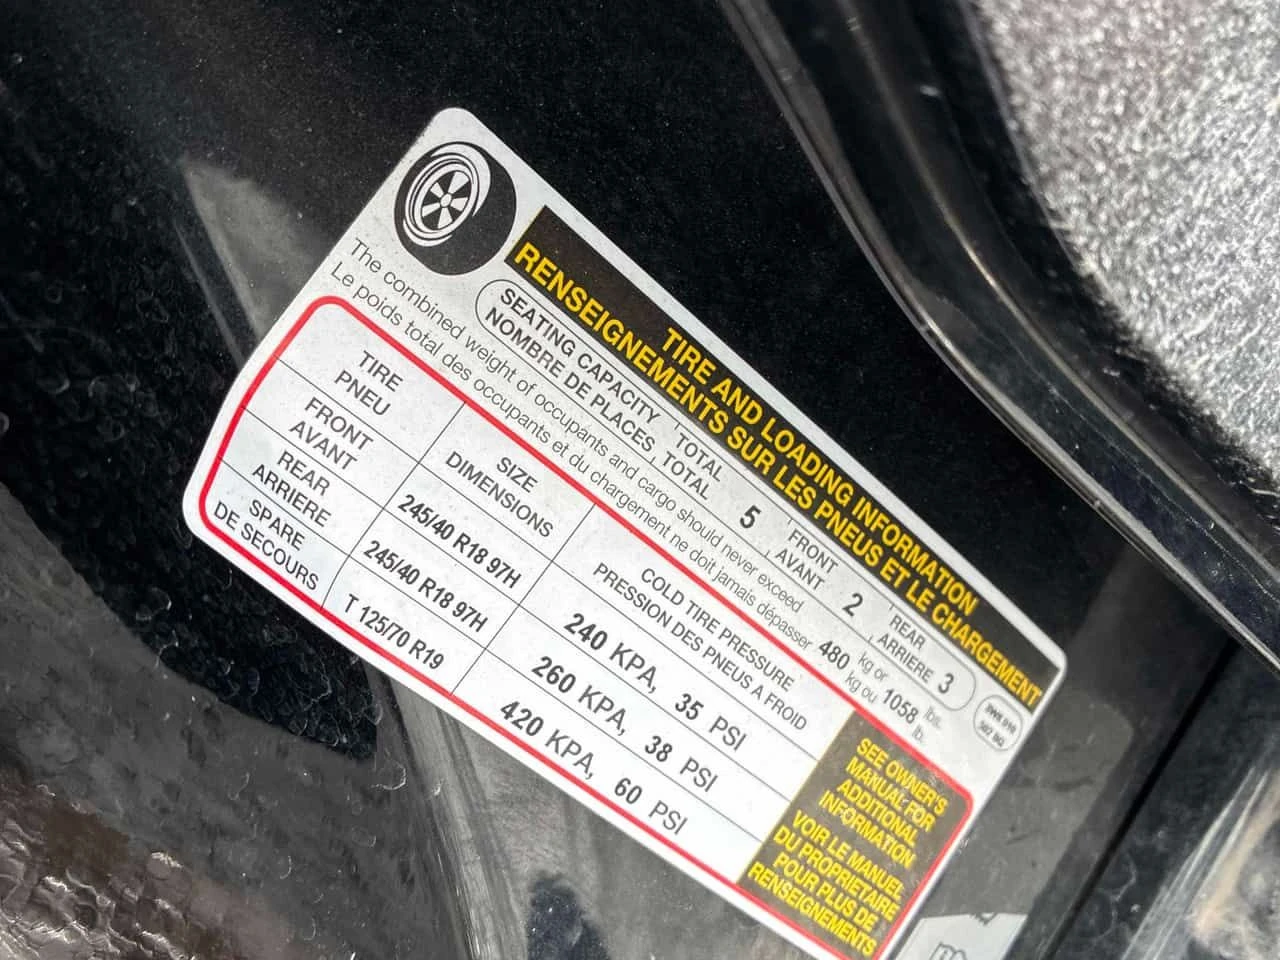 TIRE AND LOADING INFORMATION
RENSEIGNEMENTS SUR LES PNEUS ET LE CHARGEMENT
SEATING CAPACITY TOTAL 5 FRONT 2 REAR 3
NOMBRE DE PLACES, TOTAL AVANT ARRIERE
The combined weight of occupants and cargo should never exceed 480 kg or 1058 lbs.
Le poids total des occupants et du chargement ne doit jamais dépasser kg ou lb.
TIRE SIZE COLD TIRE PRESSURE
PNEU DIMENSIONS PRESSION DES PNEUS A FROID
FRONT AVANT 245/40 R18 97H 240 KPA, 35 PSI
REAR ARRIERE 245/40 R18 97H 260 KPA, 38 PSI
SPARE DE SECOURS T 125/70 R19 420 KPA, 60 PSI
SEE OWNER'S
MANUAL FOR
ADDITIONAL
INFORMATION
VOIR LE MANUEL
DU PROPRIETAIRE
POUR PLUS DE
RENSEIGNEMENTS